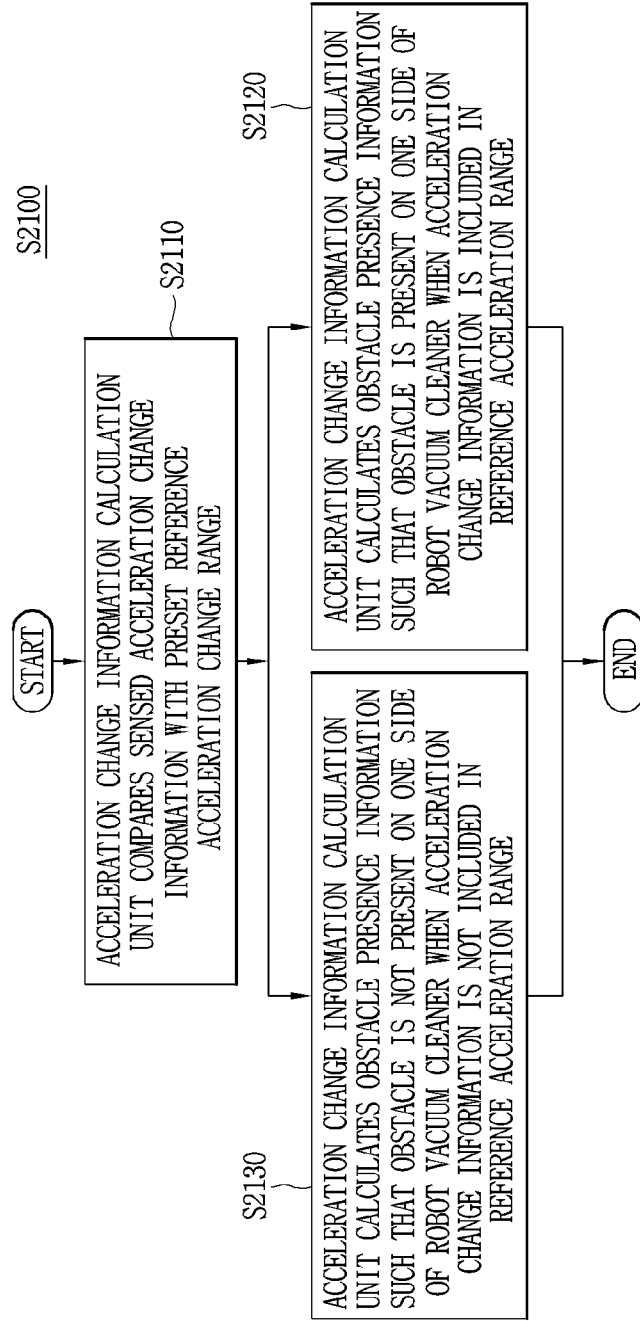 S2100
START
S2110
ACCELERATION CHANGE INFORMATION CALCULATION
UNIT COMPARES SENSED ACCELERATION CHANGE
INFORMATION WITH PRESET REFERENCE
ACCELERATION CHANGE RANGE
S2130
ACCELERATION CHANGE INFORMATION CALCULATION
UNIT CALCULATES OBSTACLE PRESENCE INFORMATION
SUCH THAT OBSTACLE IS NOT PRESENT ON ONE SIDE
OF ROBOT VACUUM CLEANER WHEN ACCELERATION
CHANGE INFORMATION IS NOT INCLUDED IN
REFERENCE ACCELERATION RANGE
S2120
ACCELERATION CHANGE INFORMATION CALCULATION
UNIT CALCULATES OBSTACLE PRESENCE INFORMATION
SUCH THAT OBSTACLE IS PRESENT ON ONE SIDE OF
ROBOT VACUUM CLEANER WHEN ACCELERATION
CHANGE INFORMATION IS INCLUDED IN
REFERENCE ACCELERATION RANGE
END